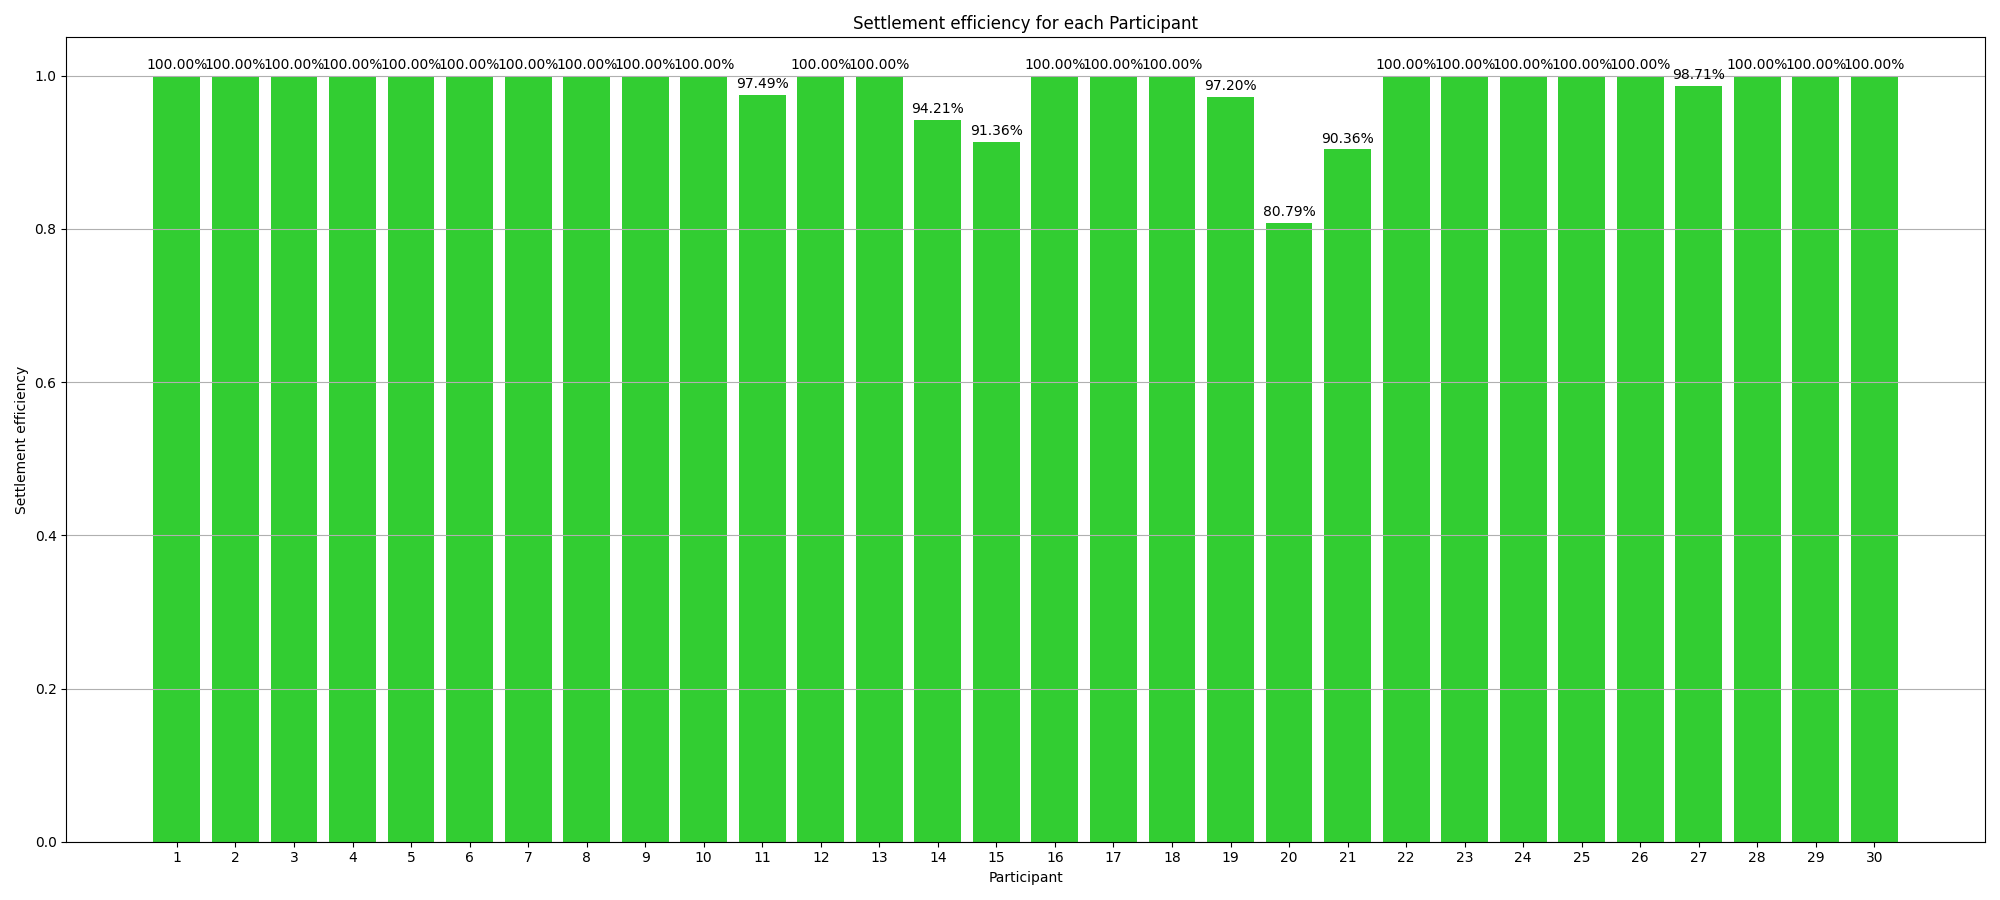 Settlement efficiency for each Participant
100.00% 100.00% 100.00% 100.00% 100.00% 100.00% 100.00% 100.00% 100.00% 100.00% 97.49% 100.00% 100.00% 94.21% 91.36% 100.00% 100.00% 100.00% 97.20% 80.79% 90.36% 100.00% 100.00% 100.00% 100.00% 100.00% 98.71% 100.00% 100.00% 100.00%
1.0
0.8
0.6
0.4
0.2
0.0
Settlement efficiency
1 2 3 4 5 6 7 8 9 10 11 12 13 14 15 16 17 18 19 20 21 22 23 24 25 26 27 28 29 30
Participant